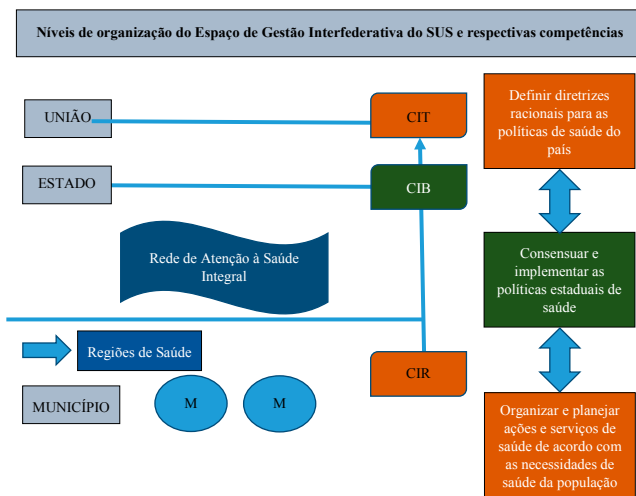 Níveis de organização do Espaço de Gestão Interfederativa do SUS e respectivas competências
UNIÃO
CIT
Definir diretrizes
racionais para as
políticas de saúde do
país
ESTADO
CIB
Rede de Atenção à Saúde
Integral
Consensuar e
implementar as
políticas estaduais de
saúde
Regiões de Saúde
CIR
MUNICÍPIO
M
M
Organizar e planejar
ações e serviços de
saúde de acordo com
as necessidades de
saúde da população